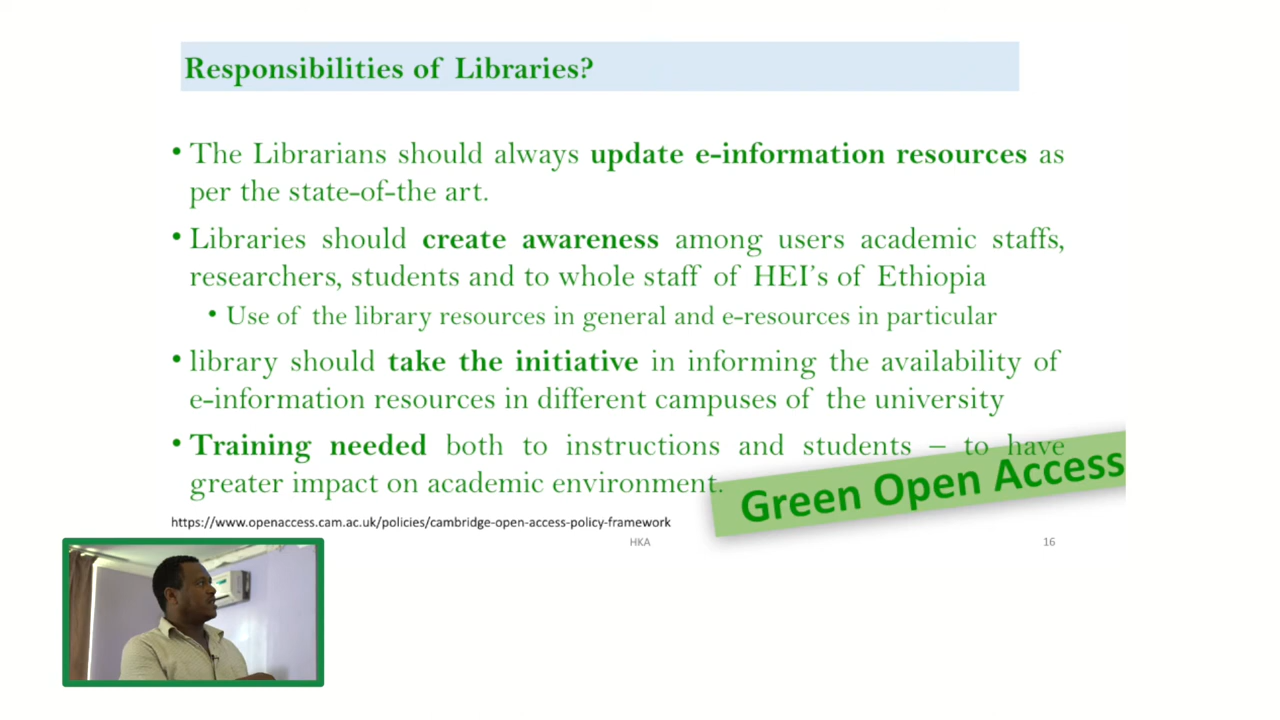 Responsibilities of Libraries?
• The Librarians should always update e-information resources as
per the state-of-the art.
• Libraries should create awareness among users academic staffs,
researchers, students and to whole staff of HEI's of Ethiopia
• Use of the library resources in general and e-resources in particular
• library should take the initiative in informing the availability of
e-information resources in different campuses of the university
• Training needed both to instructions and students – to have
greater impact on academic environment.
Green Open Access
https://www.openaccess.cam.ac.uk/policies/cambridge-open-access-policy-framework
HKA
16